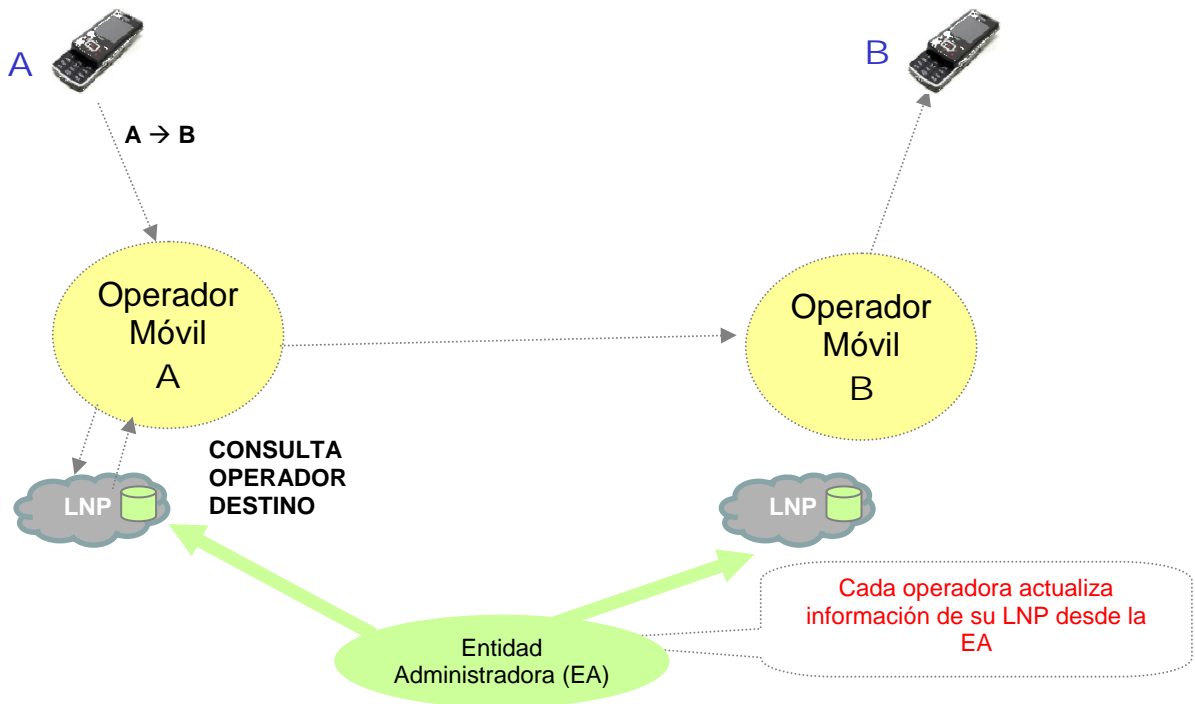 A
B
A → B
Operador
Móvil
A
Operador
Móvil
B
CONSULTA
OPERADOR
DESTINO
LNP
LNP
Cada operadora actualiza
información de su LNP desde la
EA
Entidad
Administradora (EA)